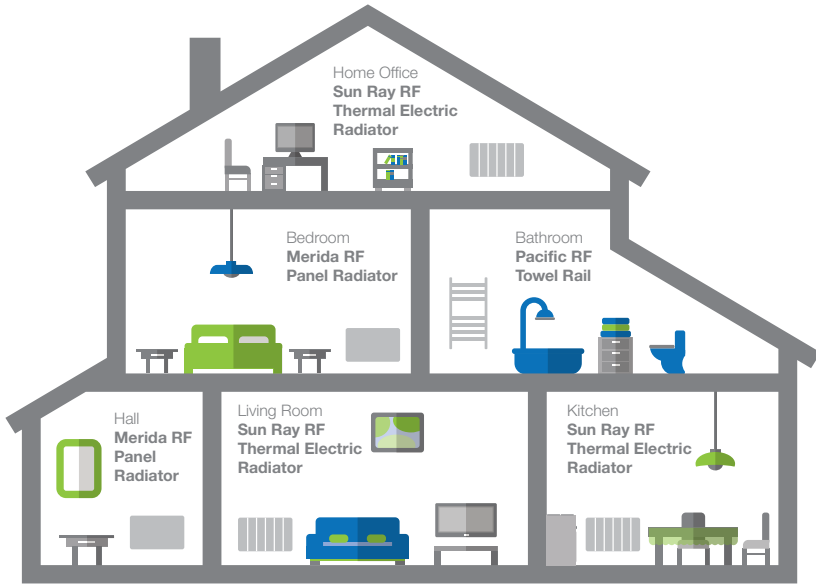 Home Office
Sun Ray RF
Thermal Electric
Radiator
Bedroom
Merida RF
Panel Radiator
Bathroom
Pacific RF
Towel Rail
Hall
Merida RF
Panel
Radiator
Living Room
Sun Ray RF
Thermal Electric
Radiator
Kitchen
Sun Ray RF
Thermal Electric
Radiator